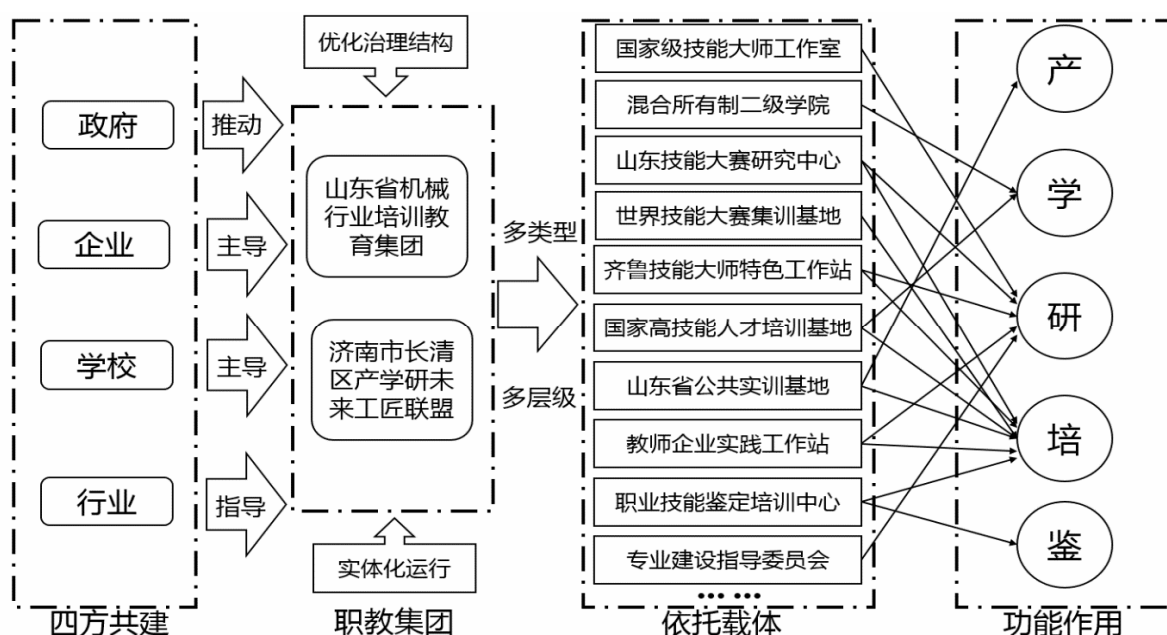 政府
企业
学校
行业
四方共建
推动
主导
主导
指导
优化治理结构
山东省机械
行业培训教
育集团
济南市长清
区产学研未
来工匠联盟
实体化运行
职教集团
多类型
多层级
国家级技能大师工作室
混合所有制二级学院
山东技能大赛研究中心
世界技能大赛集训基地
齐鲁技能大师特色工作站
国家高技能人才培训基地
山东省公共实训基地
教师企业实践工作站
职业技能鉴定培训中心
专业建设指导委员会
••• •••
依托载体
产
学
研
培
鉴
功能作用